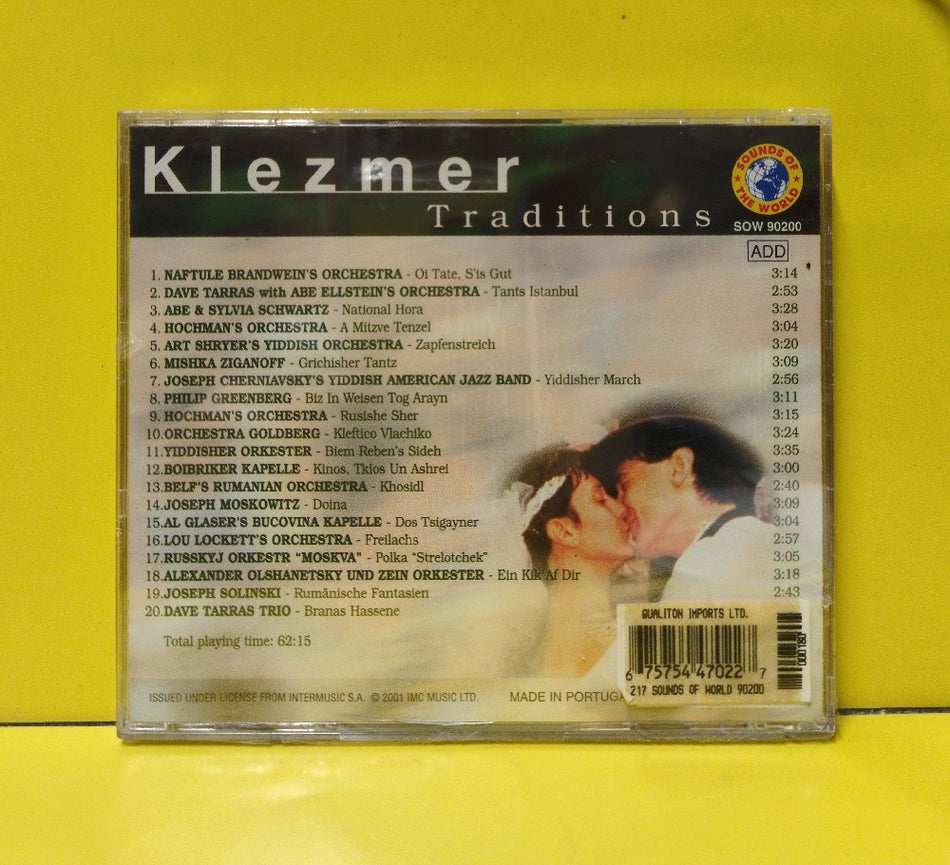 Klezmer
Traditions
SOUNDS OF THE WORLD
SOW 90200
ADD
1. NAFTULE BRANDWEIN'S ORCHESTRA - Oi Tate, S'is Gut 3:14
2. DAVE TARRAS with ABE ELLSTEIN'S ORCHESTRA - Tants Istanbul 2:53
3. ABE & SYLVIA SCHWARTZ - National Hora 3:28
4. HOCHMAN'S ORCHESTRA - A Mitzve Tenzel 3:04
5. ART SHRYER'S YIDDISH ORCHESTRA - Zapfenstreich 3:20
6. MISHKA ZIGANOFF - Grichisher Tantz 3:09
7. JOSEPH CHERNIAVSKY'S YIDDISH AMERICAN JAZZ BAND - Yiddisher March 2:56
8. PHILIP GREENBERG - Biz In Weisen Tog Arayn 3:11
9. HOCHMAN'S ORCHESTRA - Rusishe Sher 3:15
10. ORCHESTRA GOLDBERG - Kleftico Vlachiko 3:24
11. YIDDISHER ORKESTER - Biem Reben's Sideh 3:35
12. BOIBRIKER KAPELLE - Kinos, Tkios Un Ashrei 3:00
13. BELF'S RUMANIAN ORCHESTRA - Khosidl 2:40
14. JOSEPH MOSKOWITZ - Doina 3:09
15. AL GLASER'S BUCOVINA KAPELLE - Dos Tsigayner 3:04
16. LOU LOCKETT'S ORCHESTRA - Freilachs 2:57
17. RUSSKYJ ORKESTR "MOSKVA" - Polka "Strelotchek" 3:05
18. ALEXANDER OLSHANETSKY UND ZEIN ORKESTER - Ein Kik Af Dir 3:18
19. JOSEPH SOLINSKI - Rumänische Fantasien 2:43
20. DAVE TARRAS TRIO - Branas Hassene
Total playing time: 62:15
ISSUED UNDER LICENSE FROM INTERMUSIC S.A. © 2001 IMC MUSIC LTD. MADE IN PORTUGA
QUALITON IMPORTS LTD.
6 75754 47022 7
217 SOUNDS OF WORLD 90200
000180